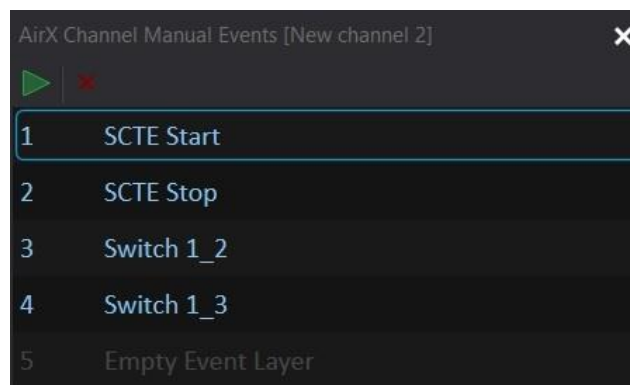 AirX Channel Manual Events [New channel 2]
1 SCTE Start
2 SCTE Stop
3 Switch 1_2
4 Switch 1_3
5 Empty Event Layer